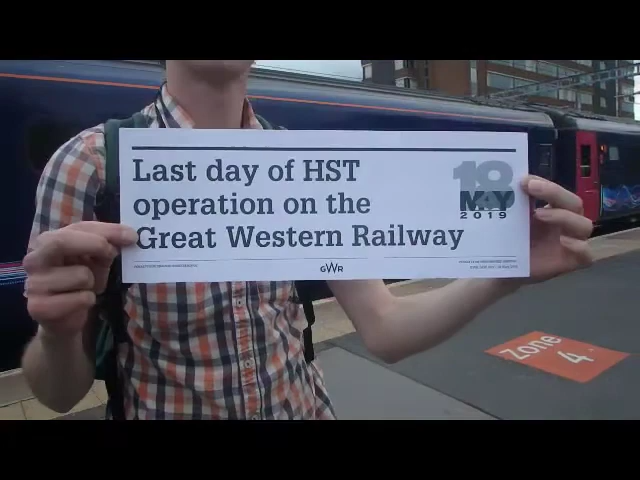 Last day of HST
operation on the
Great Western Railway
18
MAY
2019
GWR
Zone
4